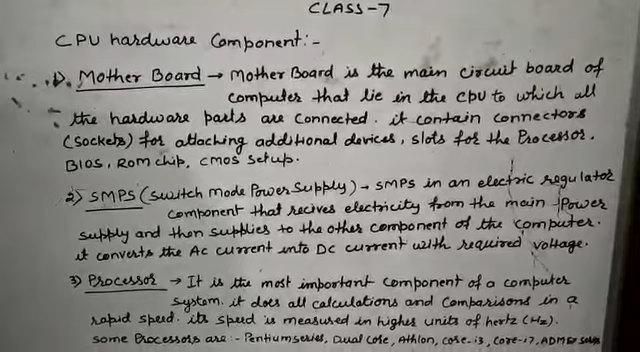 CLASS-7
CPU hardware Component:-
1). Mother Board → Mother Board is the main circuit board of
computer that lie in the CPU to which all
the hardware parts are connected. it contain connectors
(sockets) for attaching additional devices, slots for the Processor.
BIOS, ROM chip, CMOS setup.
2) SMPS (Switch Mode Power Supply) → SMPS in an electric regulator
component that recives electricity from the main Power
supply and then supplies to the other component of the computer.
it converts the AC current into DC current with required voltage.
3) Processor → It is the most important component of a computer
system. it does all calculations and comparisons in a
rapid speed. its speed is measured in higher units of hertz (Hz).
some Processors are:- Pentium series, Dual core, Athlon, core-i3, core-i7,